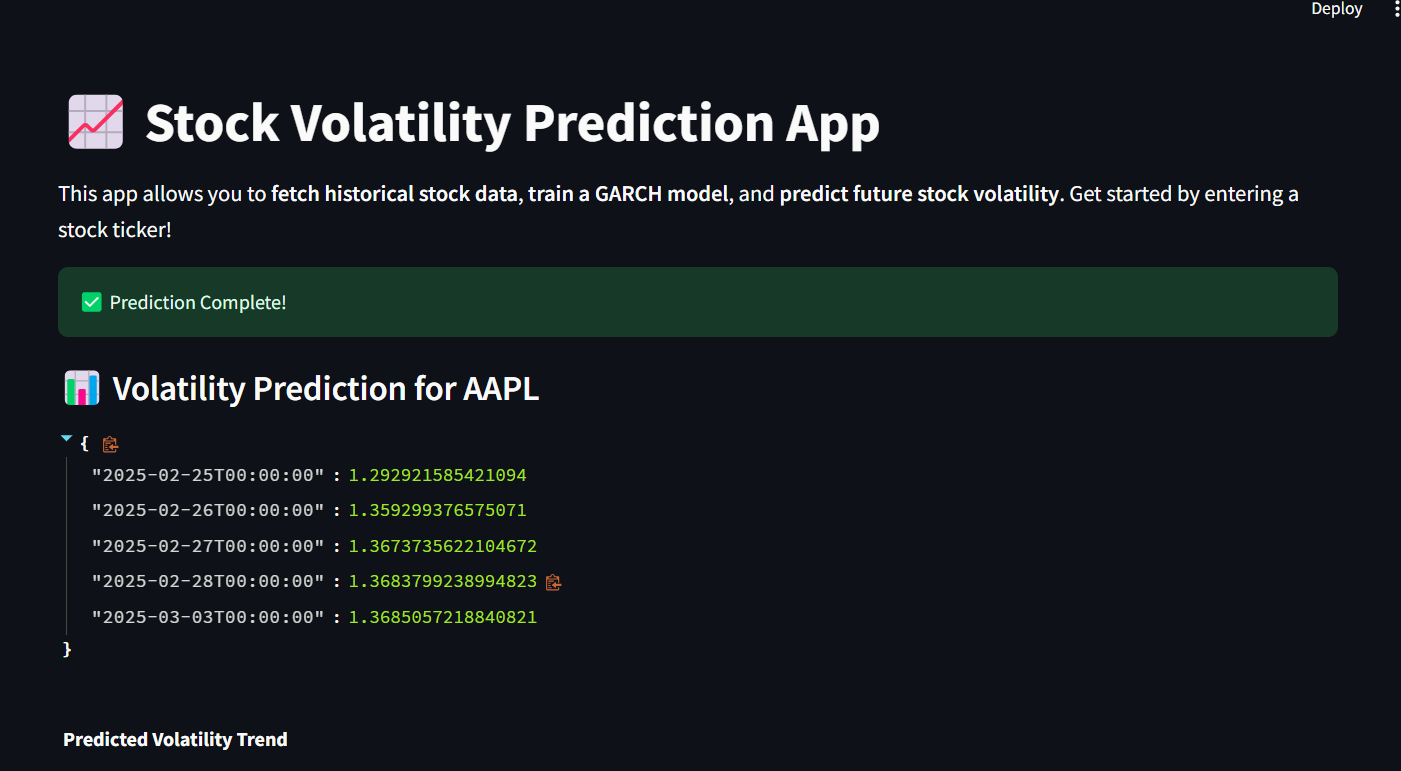 Deploy
Stock Volatility Prediction App
This app allows you to fetch historical stock data, train a GARCH model, and predict future stock volatility. Get started by entering a
stock ticker!
Prediction Complete!
Volatility Prediction for AAPL
{
"2025-02-25T00:00:00" : 1.292921585421094
"2025-02-26T00:00:00" : 1.359299376575071
"2025-02-27T00:00:00" : 1.3673735622104672
"2025-02-28T00:00:00" : 1.3683799238994823
"2025-03-03T00:00:00" : 1.3685057218840821
}
Predicted Volatility Trend